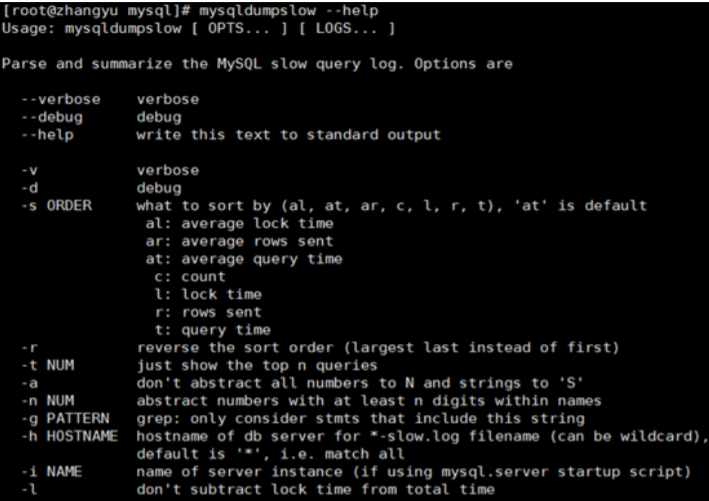 [root@zhangyu mysql]# mysqldumpslow --help
Usage: mysqldumpslow [ OPTS... ] [ LOGS... ]
Parse and summarize the MySQL slow query log. Options are
--verbose    verbose
--debug      debug
--help       write this text to standard output
-v           verbose
-d           debug
-s ORDER     what to sort by (al, at, ar, c, l, r, t), 'at' is default
al: average lock time
ar: average rows sent
at: average query time
c: count
l: lock time
r: rows sent
t: query time
-r           reverse the sort order (largest last instead of first)
-t NUM       just show the top n queries
-a           don't abstract all numbers to N and strings to 'S'
-n NUM       abstract numbers with at least n digits within names
-g PATTERN   grep: only consider stmts that include this string
-h HOSTNAME  hostname of db server for *-slow.log filename (can be wildcard),
default is '*', i.e. match all
-i NAME      name of server instance (if using mysql.server startup script)
-l           don't subtract lock time from total time